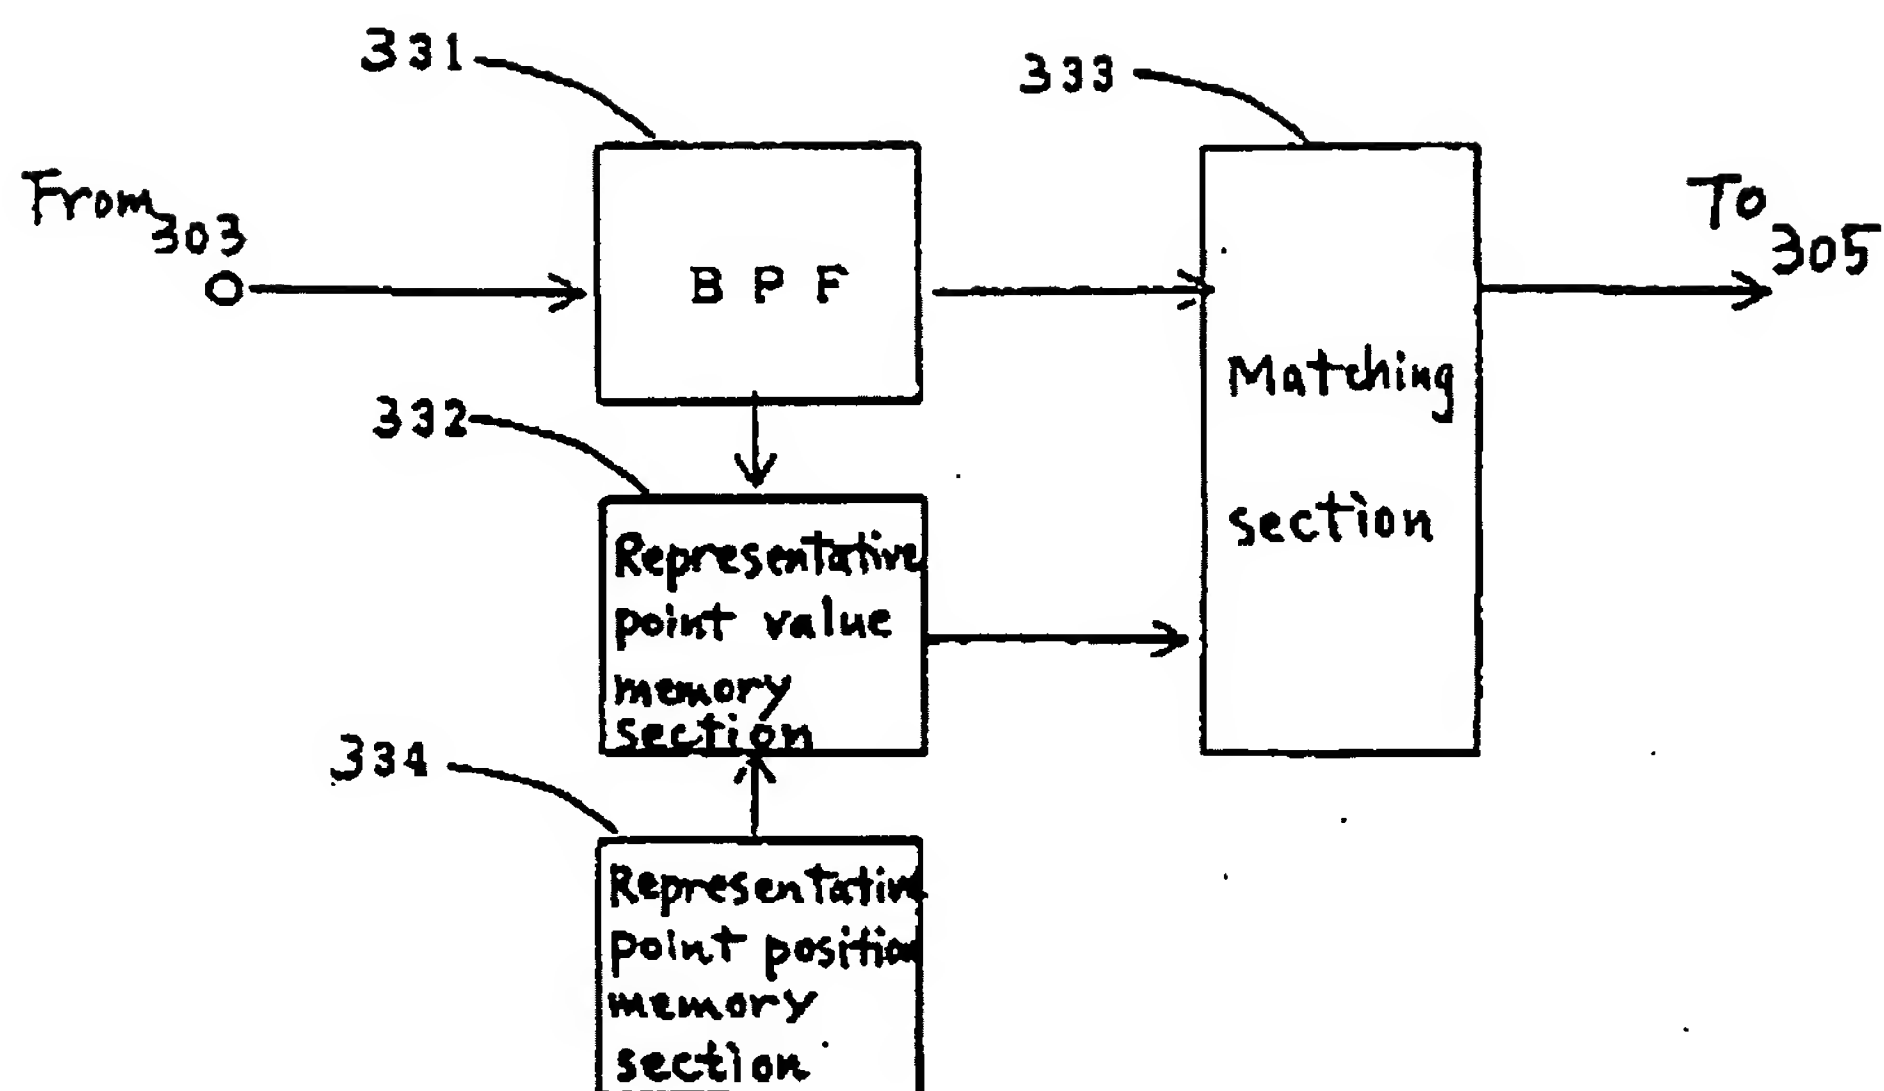 331
333
From 303
To 305
B P F
Matching
section
332
Representative
point value
memory
section
334
Representative
point position
memory
section